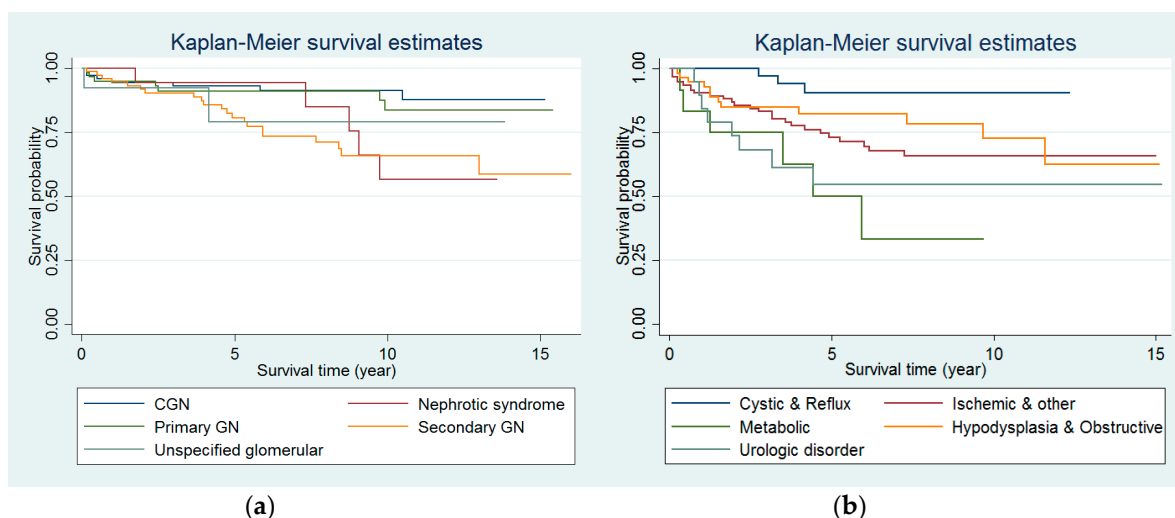 Kaplan-Meier survival estimates
Survival probability
1.00
0.75
0.50
0.25
0.00
0 5 10 15
Survival time (year)
CGN Nephrotic syndrome
Primary GN Secondary GN
Unspecified glomerular
(a)
Kaplan-Meier survival estimates
Survival probability
1.00
0.75
0.50
0.25
0.00
0 5 10 15
Survival time (year)
Cystic & Reflux Ischemic & other
Metabolic Hypodysplasia & Obstructive
Urologic disorder
(b)